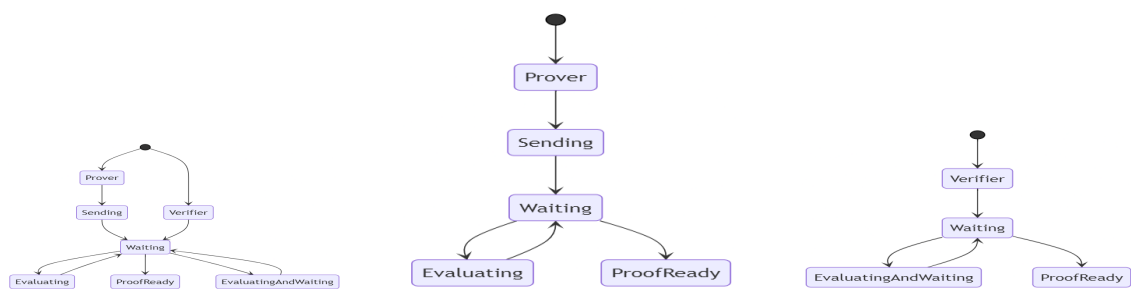 Prover
Sending
Verifier
Waiting
Evaluating
ProofReady
EvaluatingAndWaiting
Prover
Sending
Waiting
Evaluating
ProofReady
Verifier
Waiting
EvaluatingAndWaiting
ProofReady